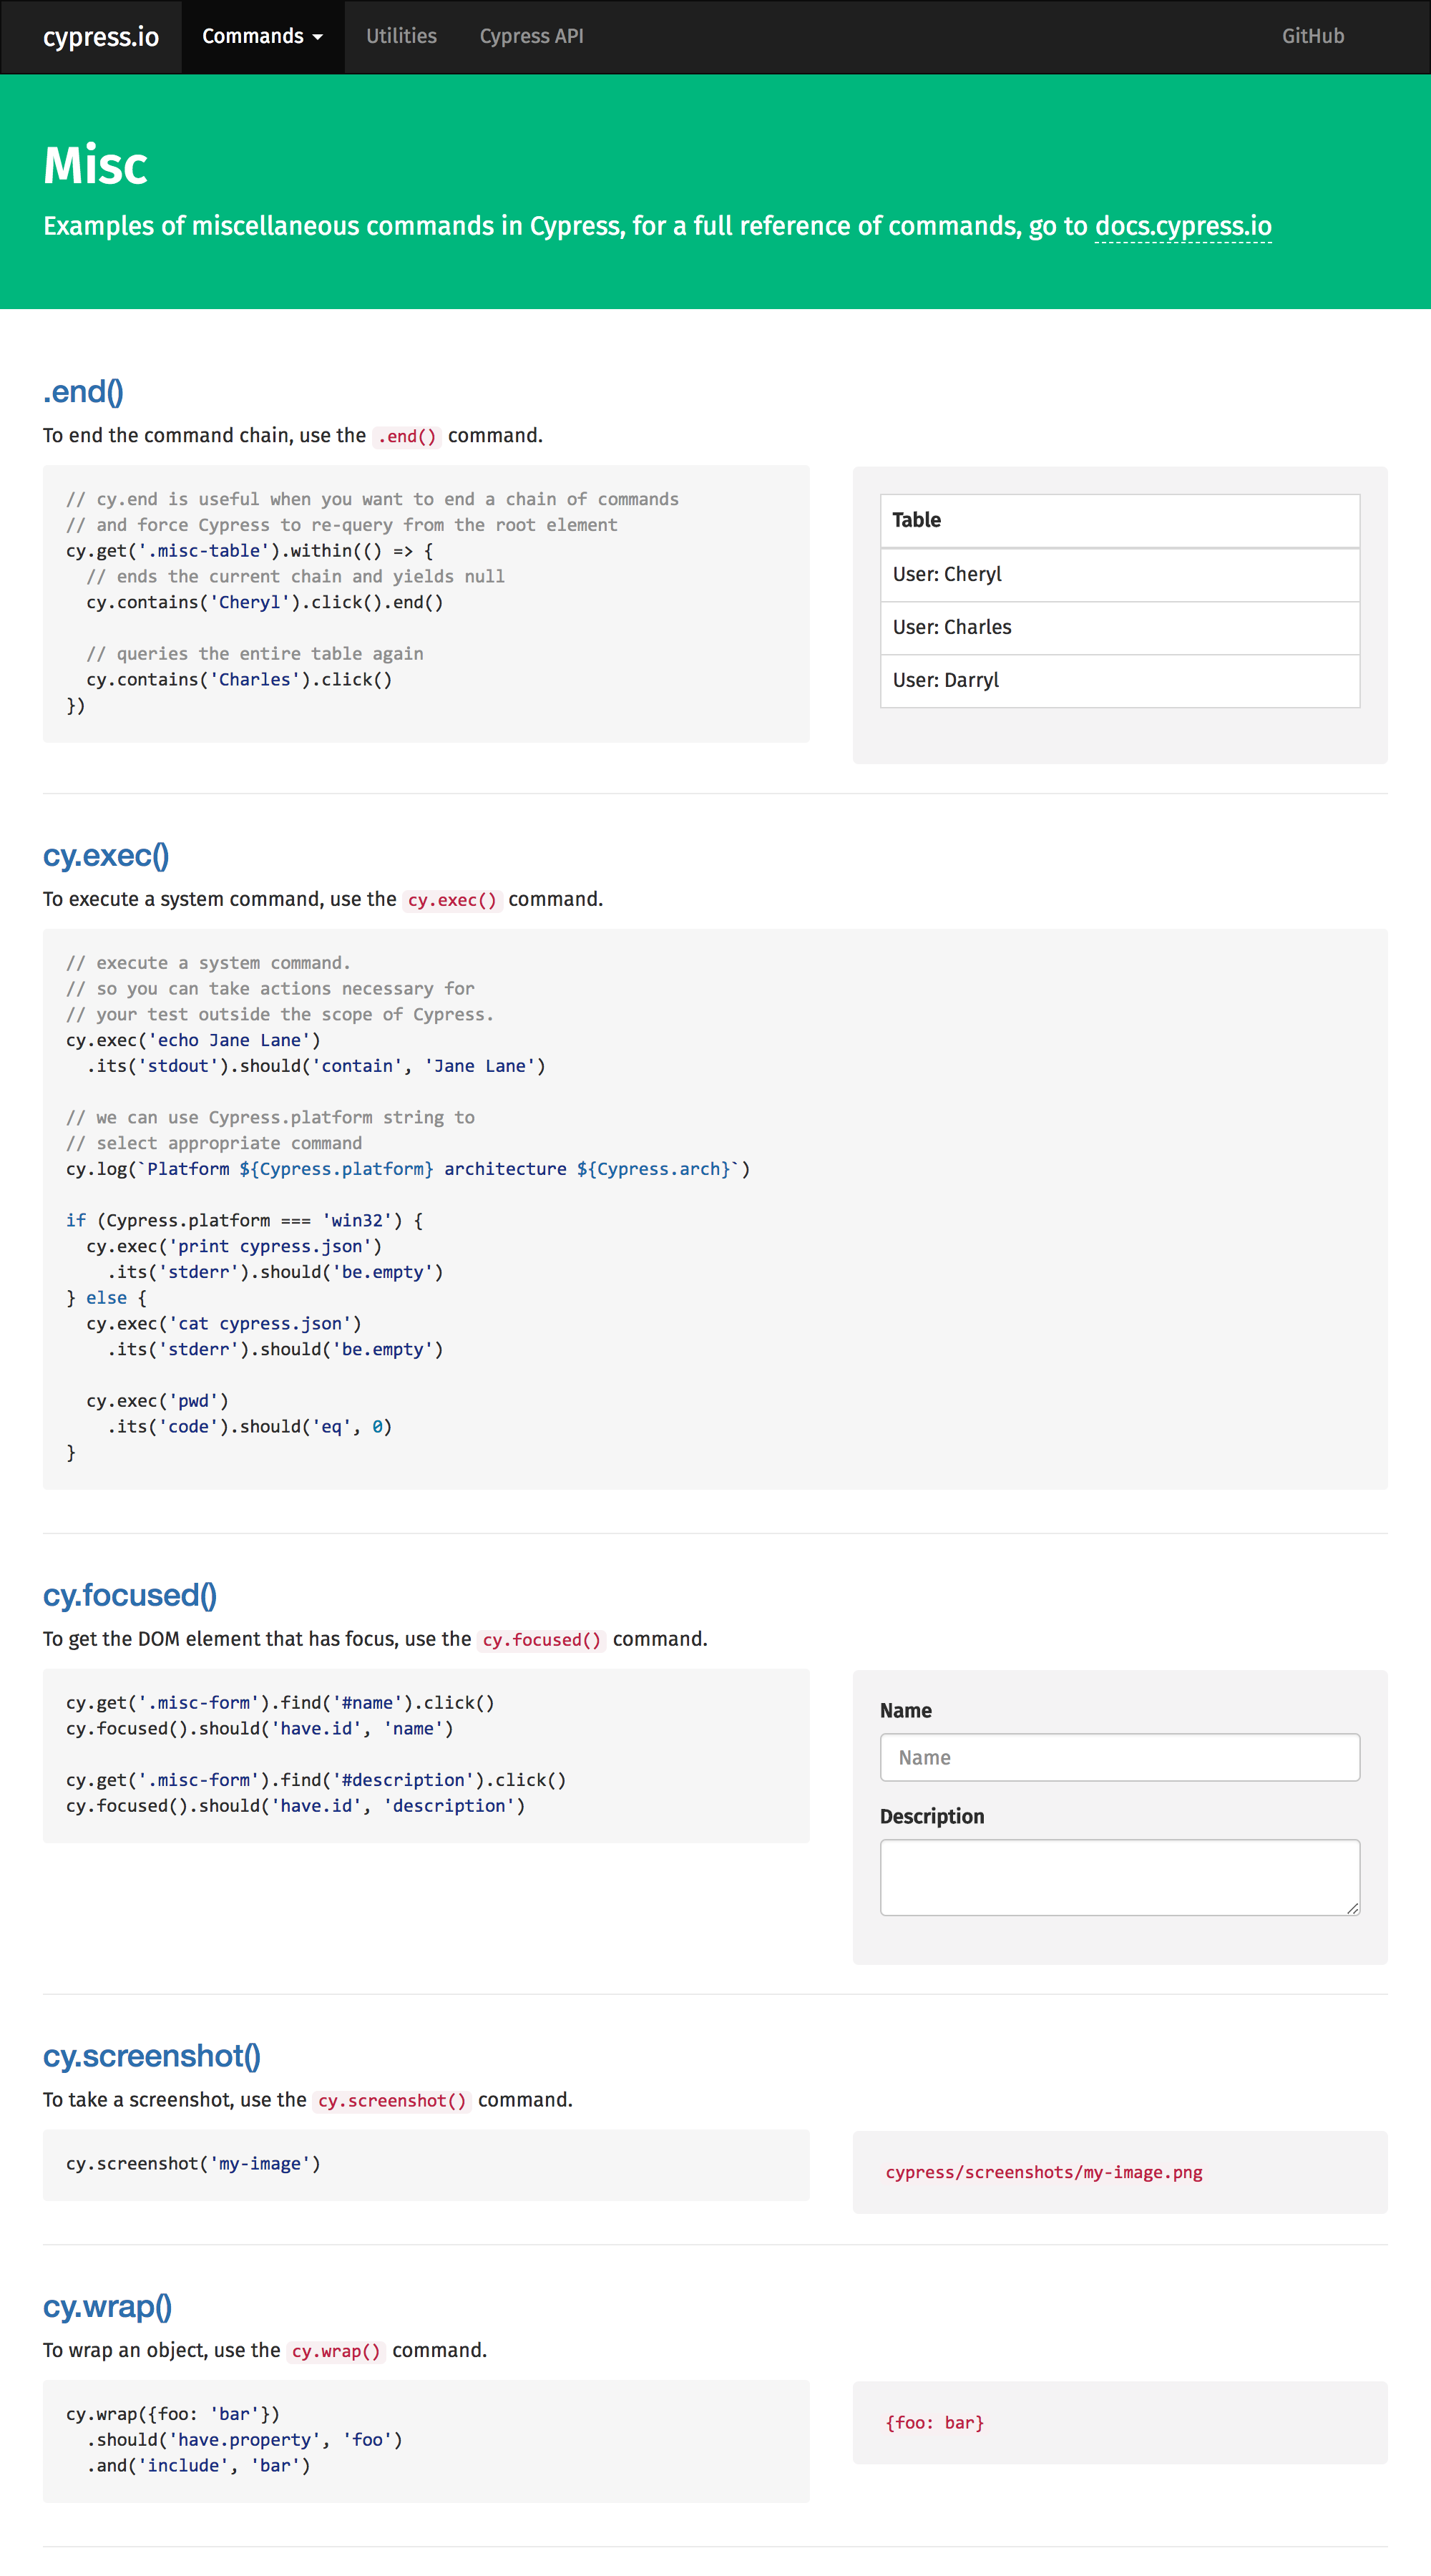 cypress.io Commands Utilities Cypress API GitHub
Misc
Examples of miscellaneous commands in Cypress, for a full reference of commands, go to docs.cypress.io
.end()
To end the command chain, use the .end() command.
// cy.end is useful when you want to end a chain of commands
// and force Cypress to re-query from the root element
cy.get('.misc-table').within(() => {
  // ends the current chain and yields null
  cy.contains('Cheryl').click().end()
  // queries the entire table again
  cy.contains('Charles').click()
})
Table
User: Cheryl
User: Charles
User: Darryl
cy.exec()
To execute a system command, use the cy.exec() command.
// execute a system command.
// so you can take actions necessary for
// your test outside the scope of Cypress.
cy.exec('echo Jane Lane')
  .its('stdout').should('contain', 'Jane Lane')
// we can use Cypress.platform string to
// select appropriate command
cy.log(`Platform ${Cypress.platform} architecture ${Cypress.arch}`)
if (Cypress.platform === 'win32') {
  cy.exec('print cypress.json')
    .its('stderr').should('be.empty')
} else {
  cy.exec('cat cypress.json')
    .its('stderr').should('be.empty')
  cy.exec('pwd')
    .its('code').should('eq', 0)
}
cy.focused()
To get the DOM element that has focus, use the cy.focused() command.
cy.get('.misc-form').find('#name').click()
cy.focused().should('have.id', 'name')
cy.get('.misc-form').find('#description').click()
cy.focused().should('have.id', 'description')
Name
Name
Description
cy.screenshot()
To take a screenshot, use the cy.screenshot() command.
cy.screenshot('my-image')
cypress/screenshots/my-image.png
cy.wrap()
To wrap an object, use the cy.wrap() command.
cy.wrap({foo: 'bar'})
  .should('have.property', 'foo')
  .and('include', 'bar')
{foo: bar}